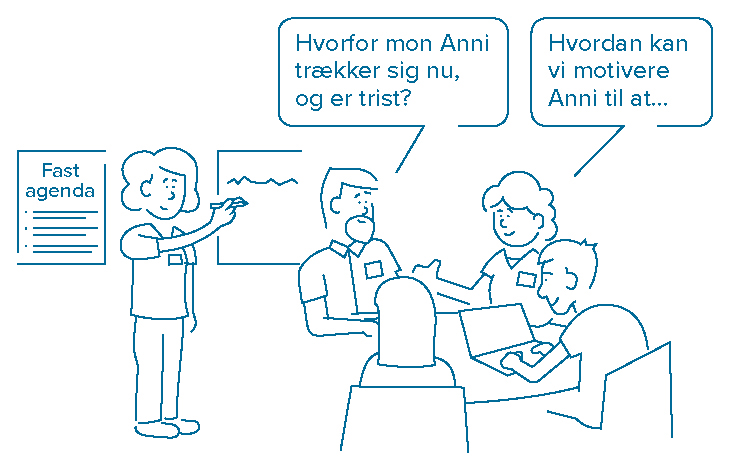 Hvorfor mon Anni
trækker sig nu,
og er trist?
Hvordan kan
vi motivere
Anni til at...
Fast
agenda